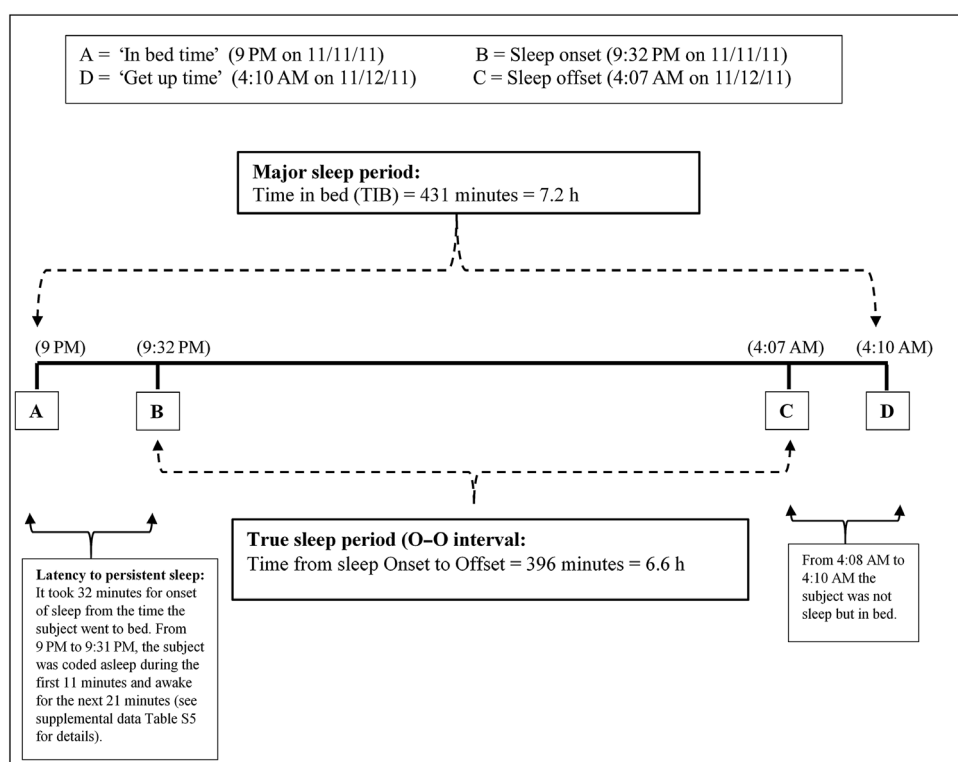 A = ‘In bed time’ (9 PM on 11/11/11) B = Sleep onset (9:32 PM on 11/11/11)
D = ‘Get up time’ (4:10 AM on 11/12/11) C = Sleep offset (4:07 AM on 11/12/11)
Major sleep period:
Time in bed (TIB) = 431 minutes = 7.2 h
(9 PM) (9:32 PM) (4:07 AM) (4:10 AM)
A B C D
True sleep period (O–O interval:
Time from sleep Onset to Offset = 396 minutes = 6.6 h
Latency to persistent sleep:
It took 32 minutes for onset
of sleep from the time the
subject went to bed. From
9 PM to 9:31 PM, the subject
was coded asleep during the
first 11 minutes and awake
for the next 21 minutes (see
supplemental data Table S5
for details).
From 4:08 AM to
4:10 AM the
subject was not
sleep but in bed.